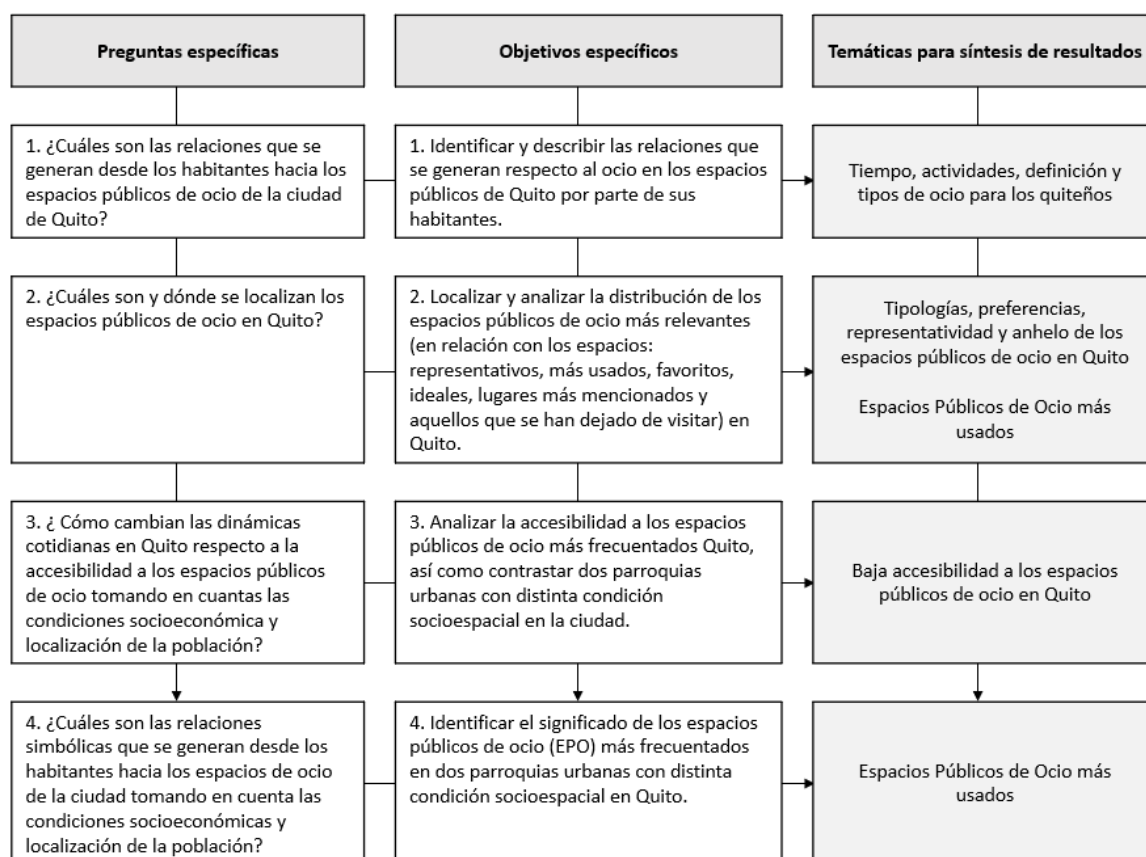 Preguntas específicas
Objetivos específicos
Temáticas para síntesis de resultados
1. ¿Cuáles son las relaciones que se
generan desde los habitantes hacia los
espacios públicos de ocio de la ciudad
de Quito?
1. Identificar y describir las relaciones que
se generan respecto al ocio en los espacios
públicos de Quito por parte de sus
habitantes.
Tiempo, actividades, definición y
tipos de ocio para los quiteños
2. ¿Cuáles son y dónde se localizan los
espacios públicos de ocio en Quito?
2. Localizar y analizar la distribución de los
espacios públicos de ocio más relevantes
(en relación con los espacios:
representativos, más usados, favoritos,
ideales, lugares más mencionados y
aquellos que se han dejado de visitar) en
Quito.
Tipologías, preferencias,
representatividad y anhelo de los
espacios públicos de ocio en Quito
Espacios Públicos de Ocio más
usados
3. ¿ Cómo cambian las dinámicas
cotidianas en Quito respecto a la
accesibilidad a los espacios públicos
de ocio tomando en cuantas las
condiciones socioeconómica y
localización de la población?
3. Analizar la accesibilidad a los espacios
públicos de ocio más frecuentados Quito,
así como contrastar dos parroquias
urbanas con distinta condición
socioespacial en la ciudad.
Baja accesibilidad a los espacios
públicos de ocio en Quito
4. ¿Cuáles son las relaciones
simbólicas que se generan desde los
habitantes hacia los espacios de ocio
de la ciudad tomando en cuenta las
condiciones socioeconómicas y
localización de la población?
4. Identificar el significado de los espacios
públicos de ocio (EPO) más frecuentados
en dos parroquias urbanas con distinta
condición socioespacial en Quito.
Espacios Públicos de Ocio más
usados